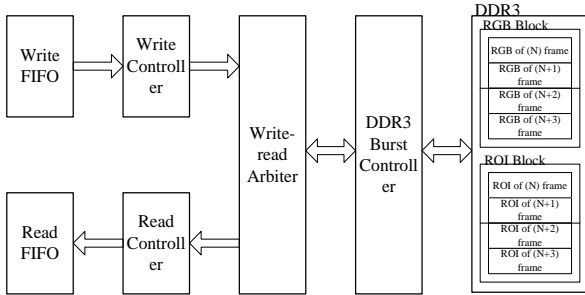 Write
FIFO
Write
Controll
er
Write-
read
Arbiter
DDR3
Burst
Controll
er
Read
FIFO
Read
Controll
er
DDR3
RGB Block
RGB of (N) frame
RGB of (N+1)
frame
RGB of (N+2)
frame
RGB of (N+3)
frame
ROI Block
ROI of (N) frame
ROI of (N+1)
frame
ROI of (N+2)
frame
ROI of (N+3)
frame